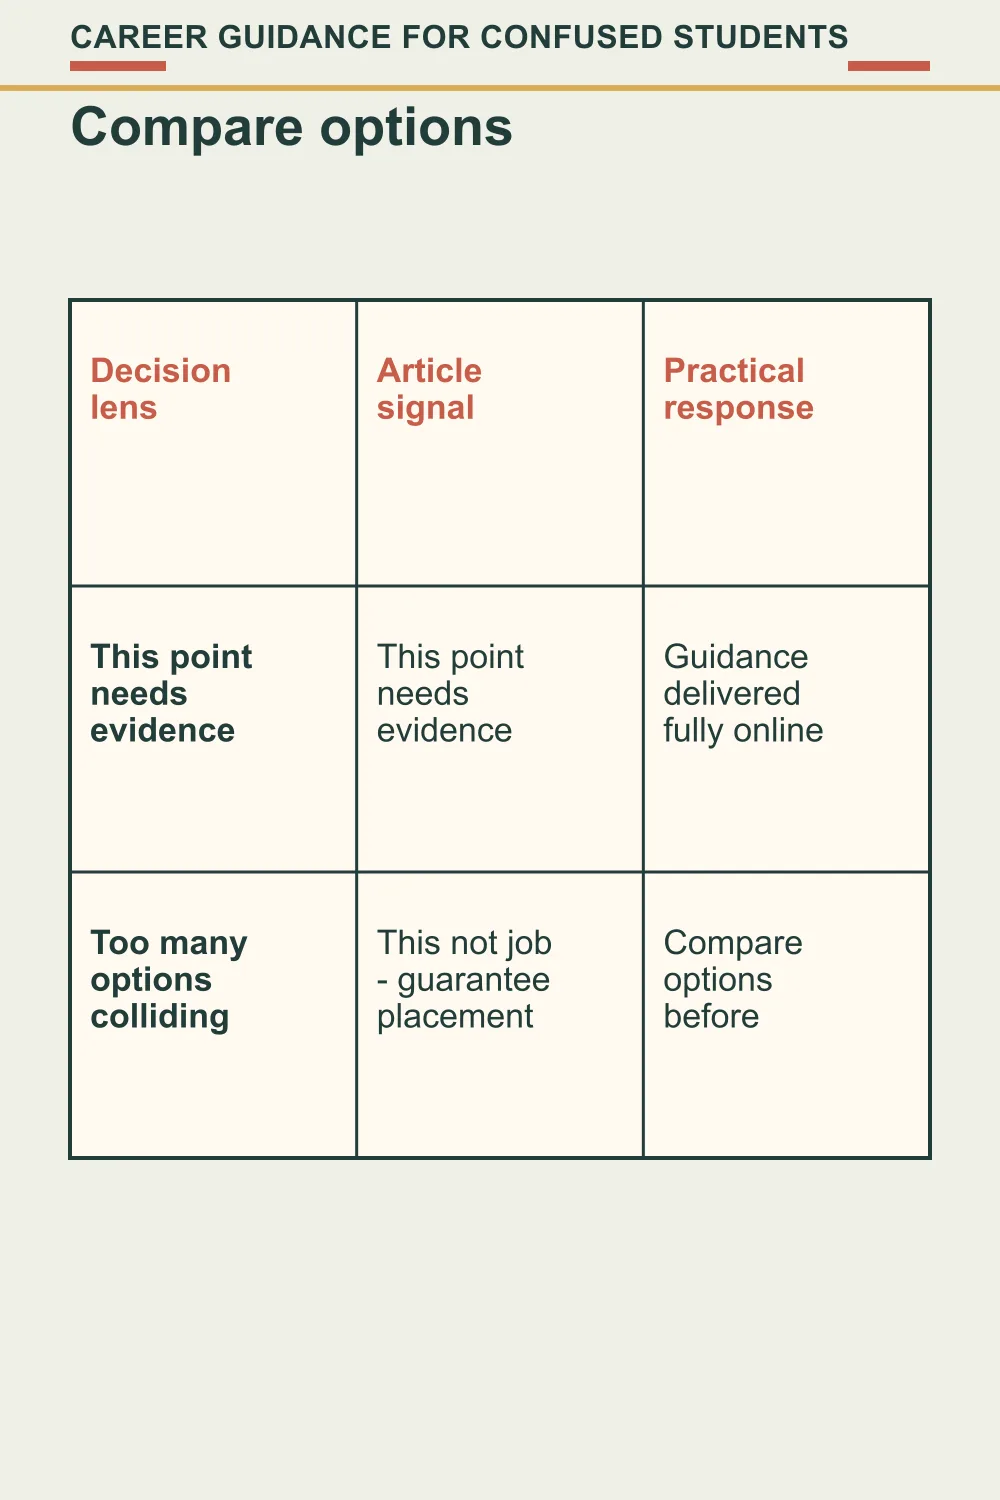 CAREER GUIDANCE FOR CONFUSED STUDENTS
Compare options
Decision
lens
Article
signal
Practical
response
This point
needs
evidence
This point
needs
evidence
Guidance
delivered
fully online
Too many
options
colliding
This not job
- guarantee
placement
Compare
options
before